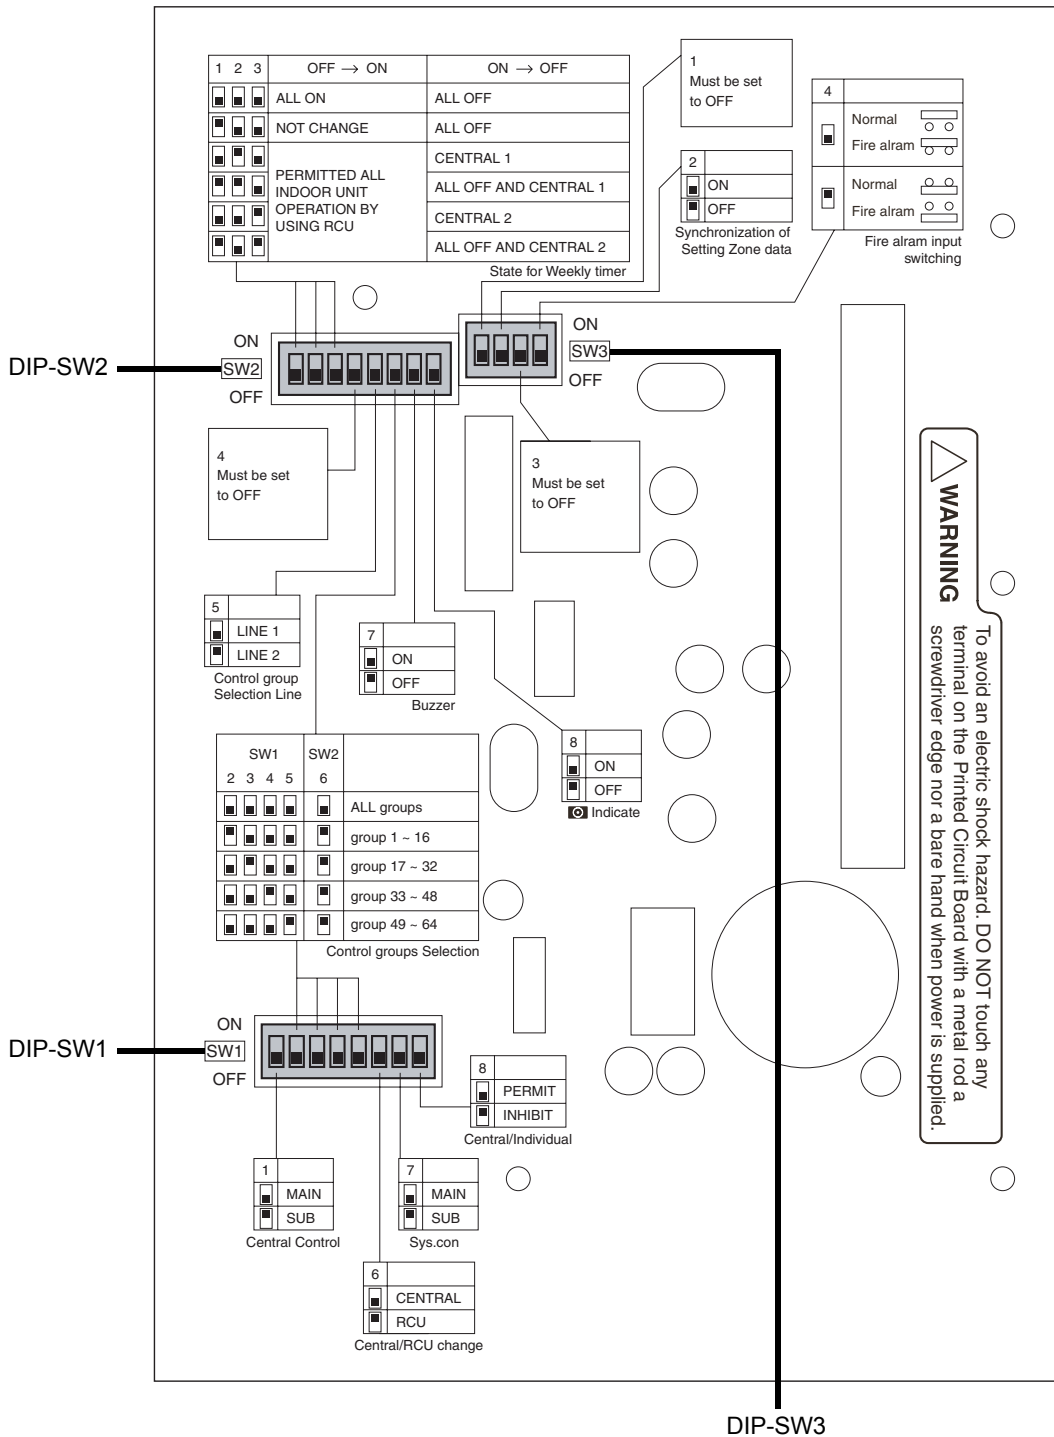 1 2 3 OFF → ON ON → OFF
ALL ON ALL OFF
NOT CHANGE ALL OFF
PERMITTED ALL
INDOOR UNIT
OPERATION BY
USING RCU
CENTRAL 1
ALL OFF AND CENTRAL 1
CENTRAL 2
ALL OFF AND CENTRAL 2
State for Weekly timer
1
Must be set
to OFF
2
ON
OFF
Synchronization of
Setting Zone data
4
Normal
Fire alram
Normal
Fire alram
Fire alram input
switching
ON
SW2
OFF
DIP-SW2
ON
SW3
OFF
4
Must be set
to OFF
3
Must be set
to OFF
5
LINE 1
LINE 2
Control group
Selection Line
7
ON
OFF
Buzzer
8
ON
OFF
Indicate
SW1 SW2
2 3 4 5 6
ALL groups
group 1 ~ 16
group 17 ~ 32
group 33 ~ 48
group 49 ~ 64
Control groups Selection
WARNING
To avoid an electric shock hazard. DO NOT touch any
terminal on the Printed Circuit Board with a metal rod a
screwdriver edge nor a bare hand when power is supplied.
ON
SW1
OFF
DIP-SW1
8
PERMIT
INHIBIT
Central/Individual
1
MAIN
SUB
Central Control
7
MAIN
SUB
Sys.con
6
CENTRAL
RCU
Central/RCU change
DIP-SW3